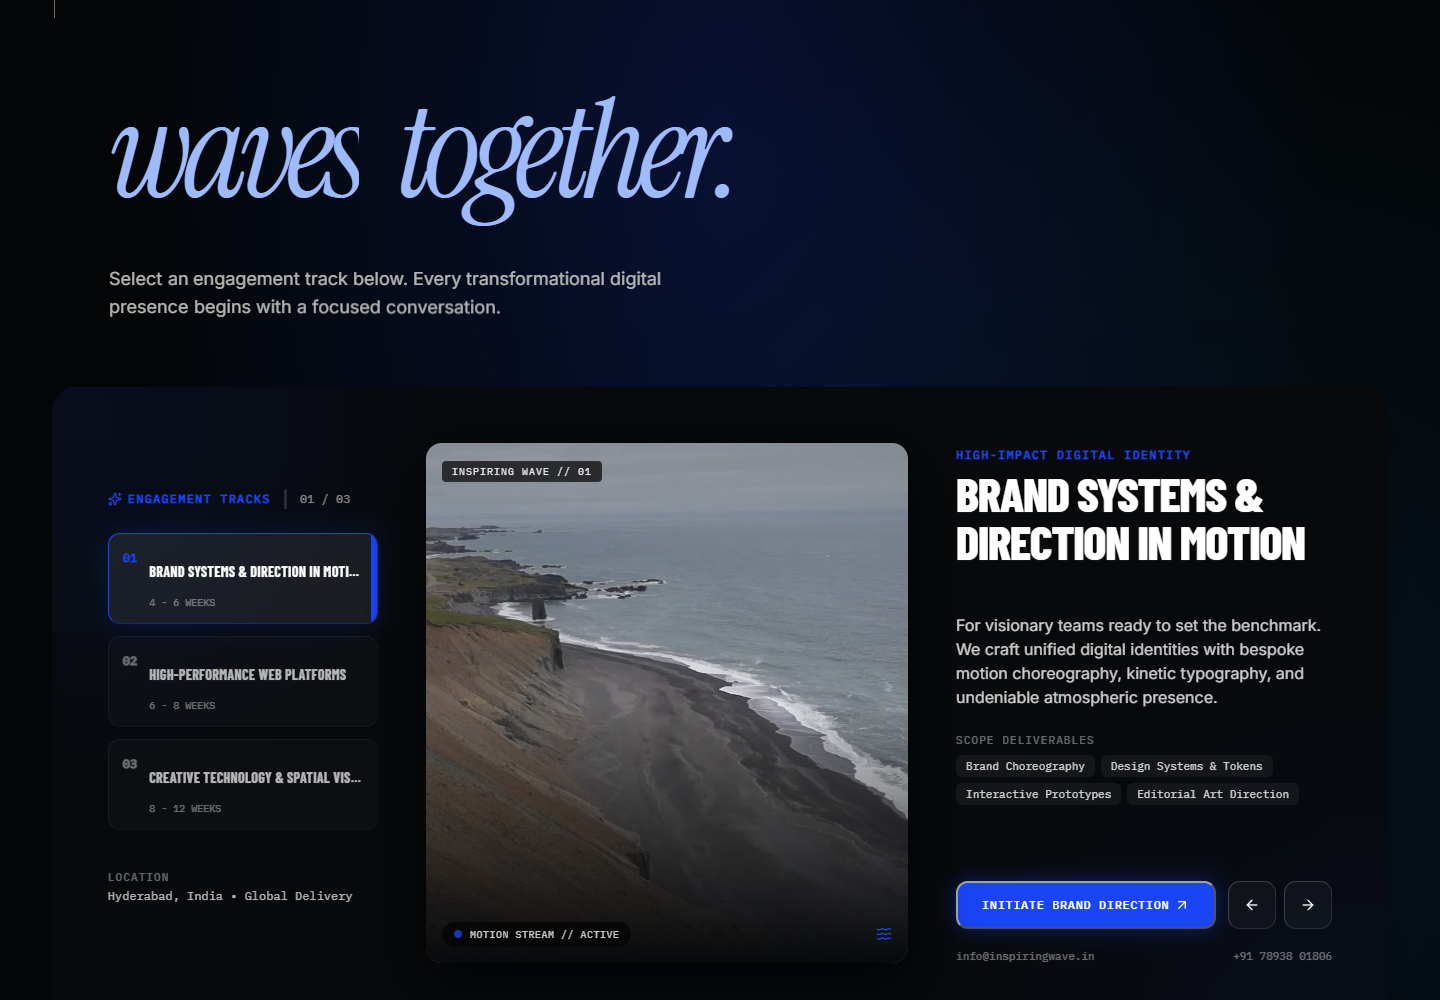 waves together.
Select an engagement track below. Every transformational digital
presence begins with a focused conversation.
ENGAGEMENT TRACKS
01 / 03
01
BRAND SYSTEMS & DIRECTION IN MOTI...
4 - 6 WEEKS
02
HIGH-PERFORMANCE WEB PLATFORMS
6 - 8 WEEKS
03
CREATIVE TECHNOLOGY & SPATIAL VIS...
8 - 12 WEEKS
LOCATION
Hyderabad, India • Global Delivery
INSPIRING WAVE // 01
MOTION STREAM // ACTIVE
HIGH-IMPACT DIGITAL IDENTITY
BRAND SYSTEMS &
DIRECTION IN MOTION
For visionary teams ready to set the benchmark.
We craft unified digital identities with bespoke
motion choreography, kinetic typography, and
undeniable atmospheric presence.
SCOPE DELIVERABLES
Brand Choreography
Design Systems & Tokens
Interactive Prototypes
Editorial Art Direction
INITIATE BRAND DIRECTION
info@inspiringwave.in
+91 78938 01806